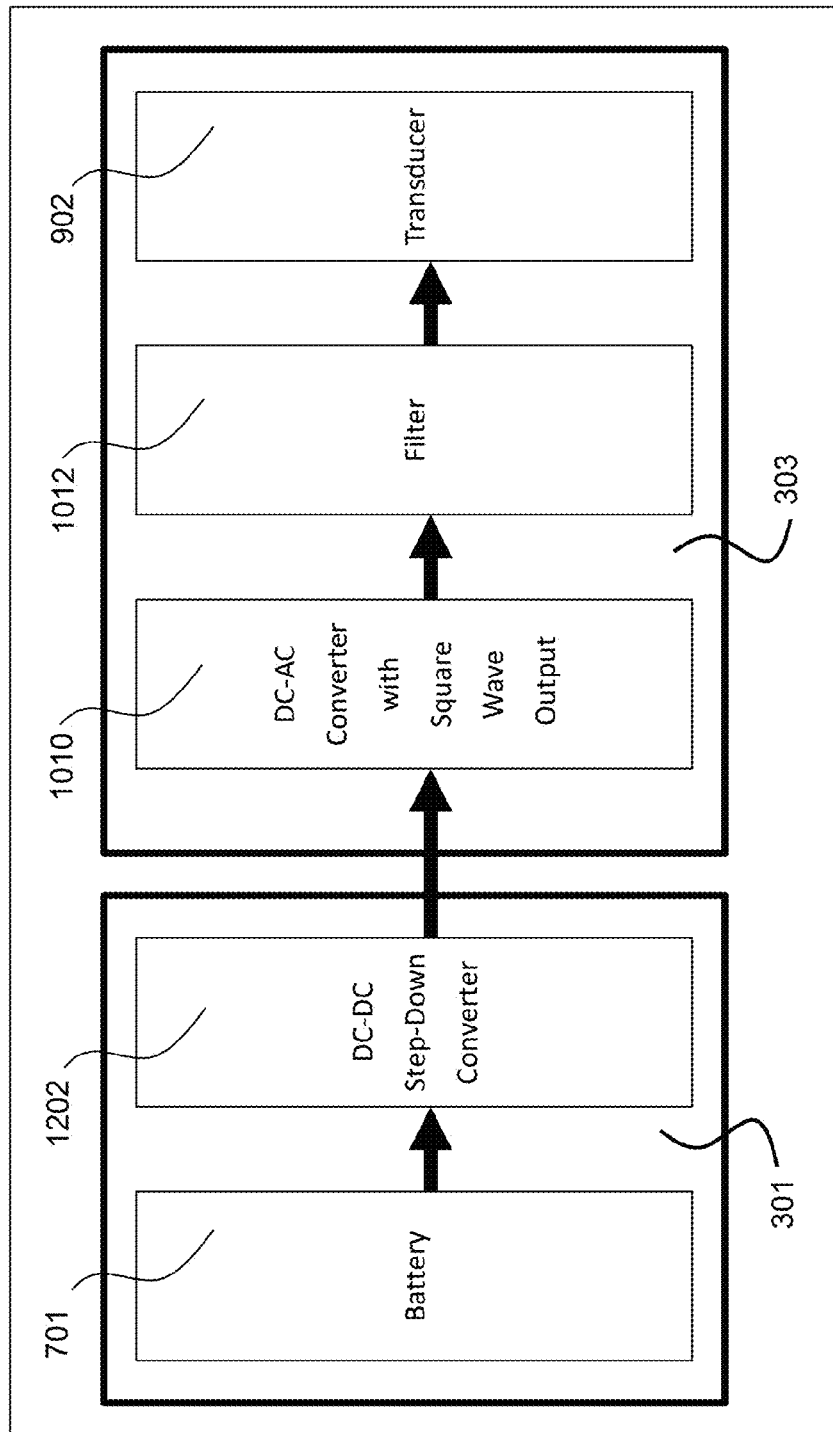 701
1202
1010
1012
902
Battery
DC-DC
Step-Down
Converter
DC-AC
Converter
with
Square
Wave
Output
Filter
Transducer
301
303